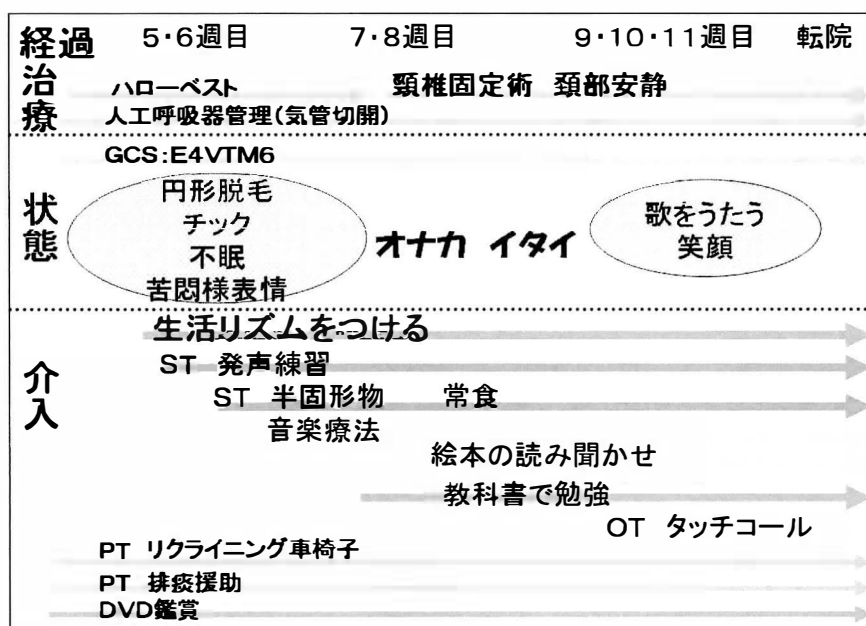 経過 5・6週目 7・8週目 9・10・11週目 転院
治療
ハローベスト 頸椎固定術 頚部安静
人工呼吸器管理(気管切開)
状態
GCS:E4VTM6
円形脱毛
チック
不眠
苦悶様表情
オナカ イタイ
歌をうたう
笑顔
介入
生活リズムをつける
ST 発声練習
ST 半固形物 常食
音楽療法
絵本の読み聞かせ
教科書で勉強
OT タッチコール
PT リクライニング車椅子
PT 排痰援助
DVD鑑賞